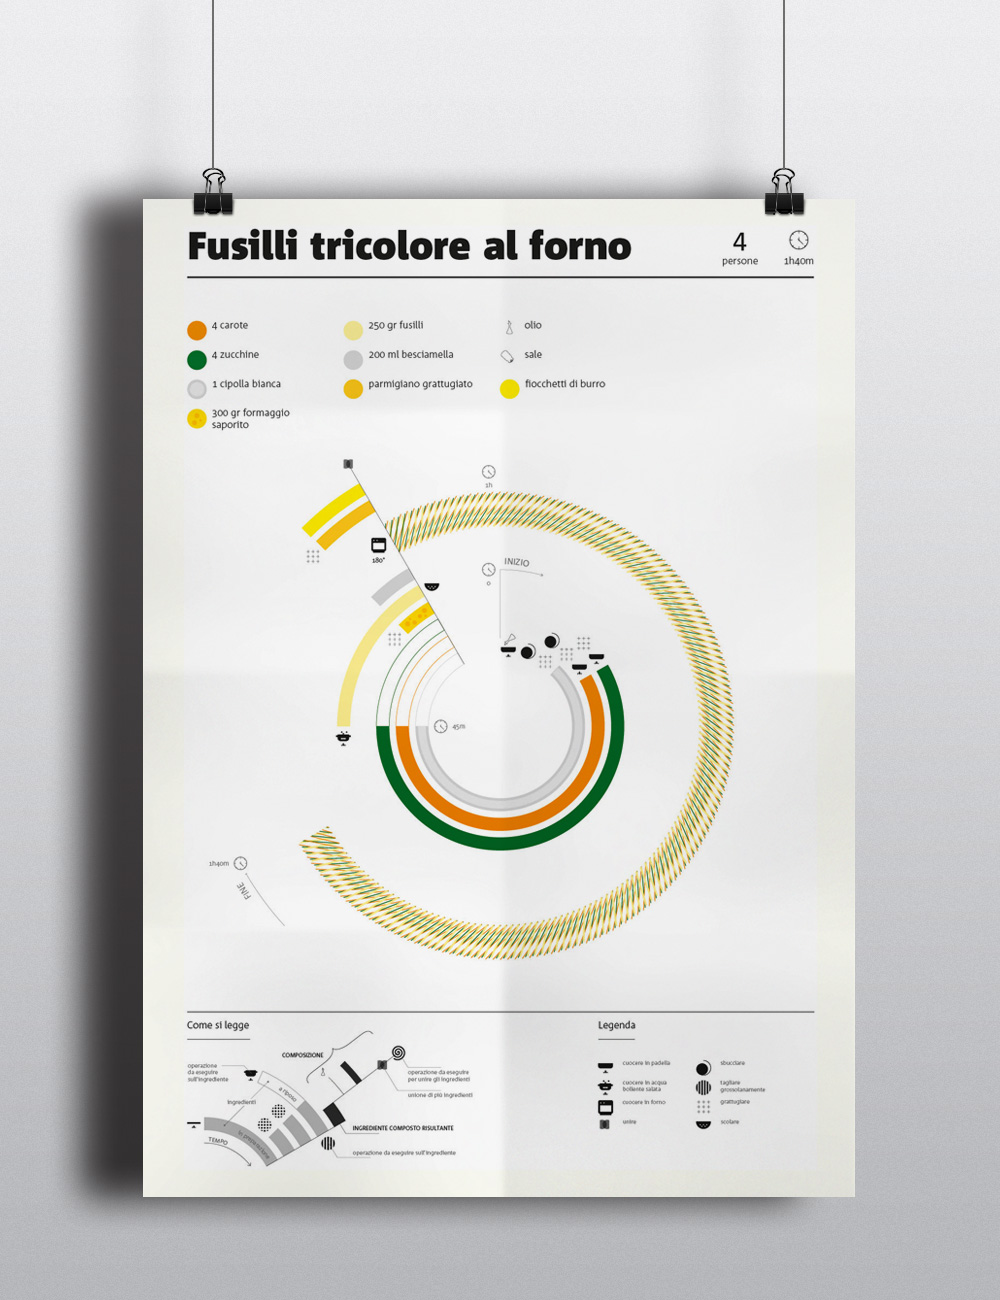 Fusilli tricolore al forno
4
persone
1h40m
4 carote
4 zucchine
1 cipolla bianca
300 gr formaggio
saporito
250 gr fusilli
200 ml besciamella
parmigiano grattugiato
olio
sale
fiocchetti di burro
1h
180°
INIZIO
0
45m
1h40m
FINE
Come si legge
operazione
da eseguire
sull'ingrediente
COMPOSIZIONE
a riposo
ingredienti
in preparazione
TEMPO
operazione da eseguire
per unire gli ingredienti
unione di più ingredienti
INGREDIENTE COMPOSTO RISULTANTE
operazione da eseguire sull'ingrediente
Legenda
cuocere in padella
cuocere in acqua
bollente salata
cuocere in forno
unire
sbucciare
tagliare
grossolanamente
grattugiare
scolare